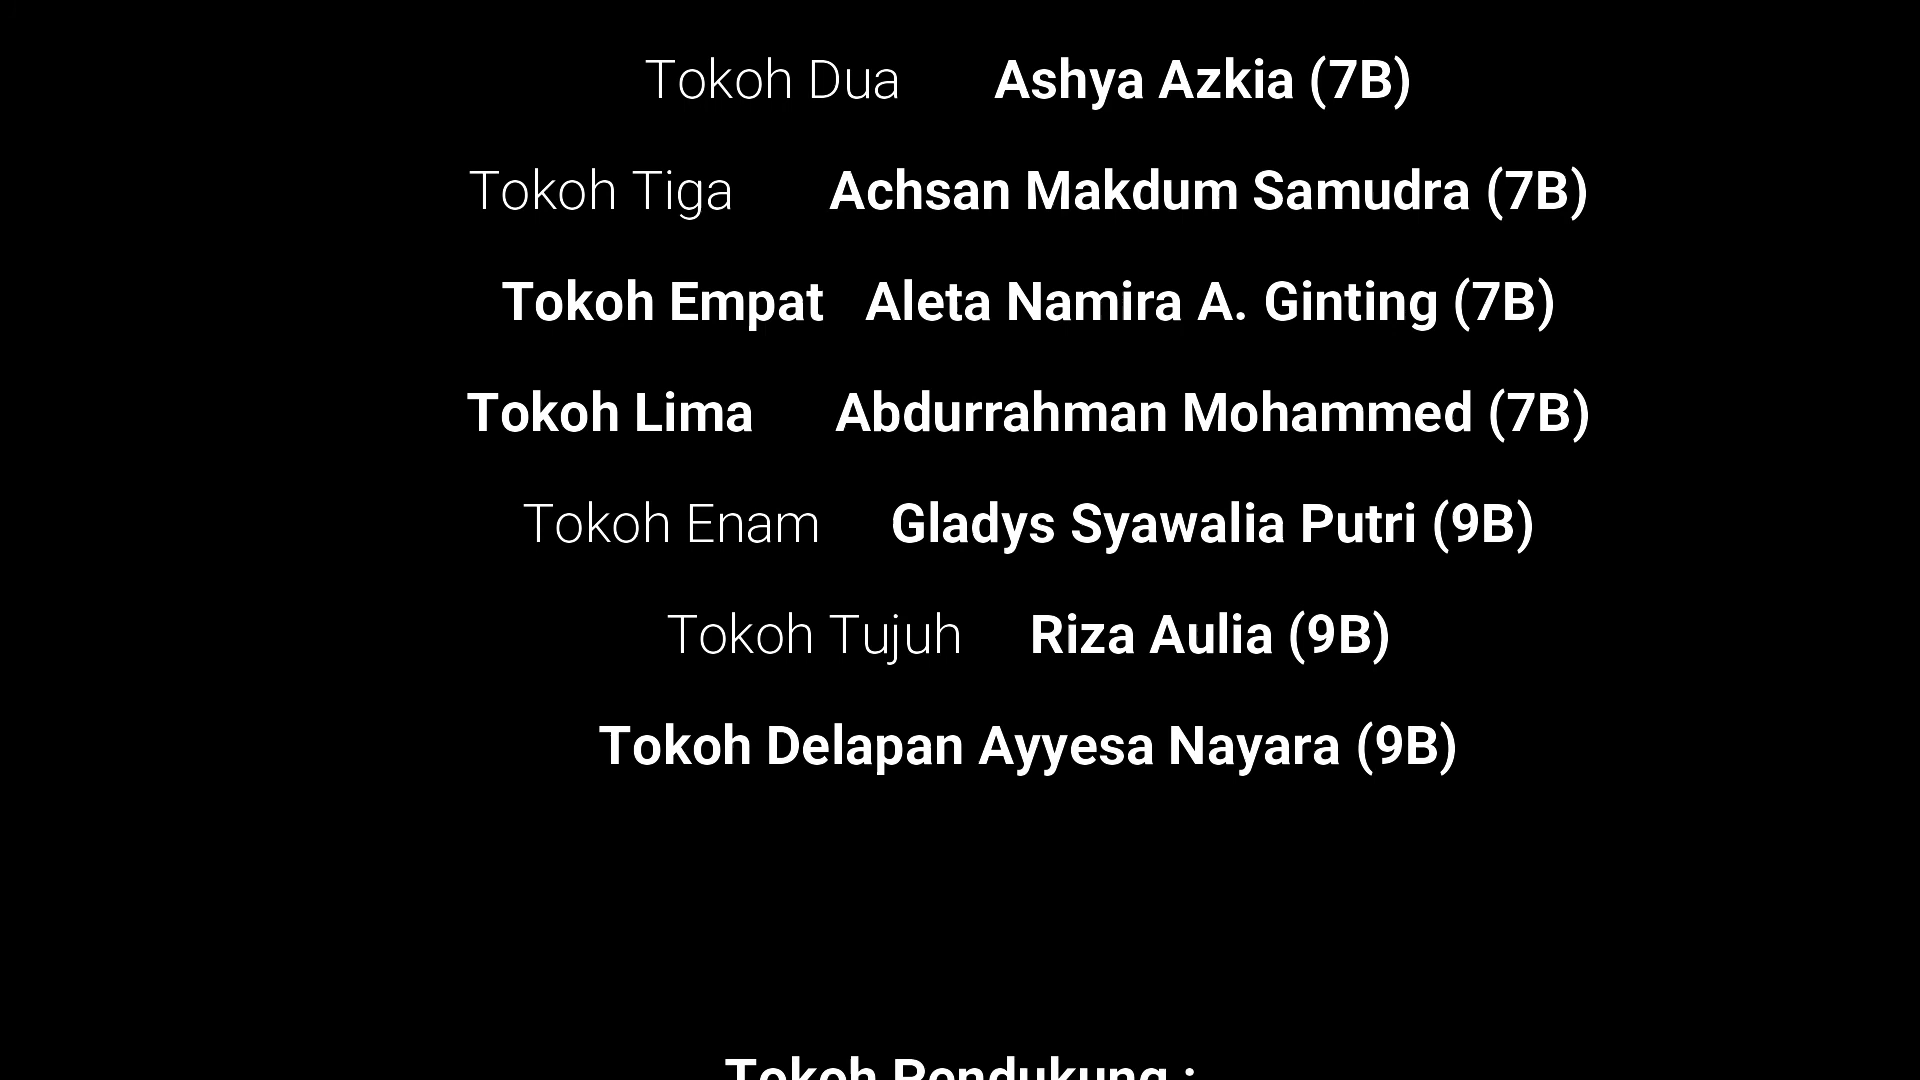 Tokoh Dua Ashya Azkia (7B)
Tokoh Tiga Achsan Makdum Samudra (7B)
Tokoh Empat Aleta Namira A. Ginting (7B)
Tokoh Lima Abdurrahman Mohammed (7B)
Tokoh Enam Gladys Syawalia Putri (9B)
Tokoh Tujuh Riza Aulia (9B)
Tokoh Delapan Ayyesa Nayara (9B)
Tokoh Pendukung :